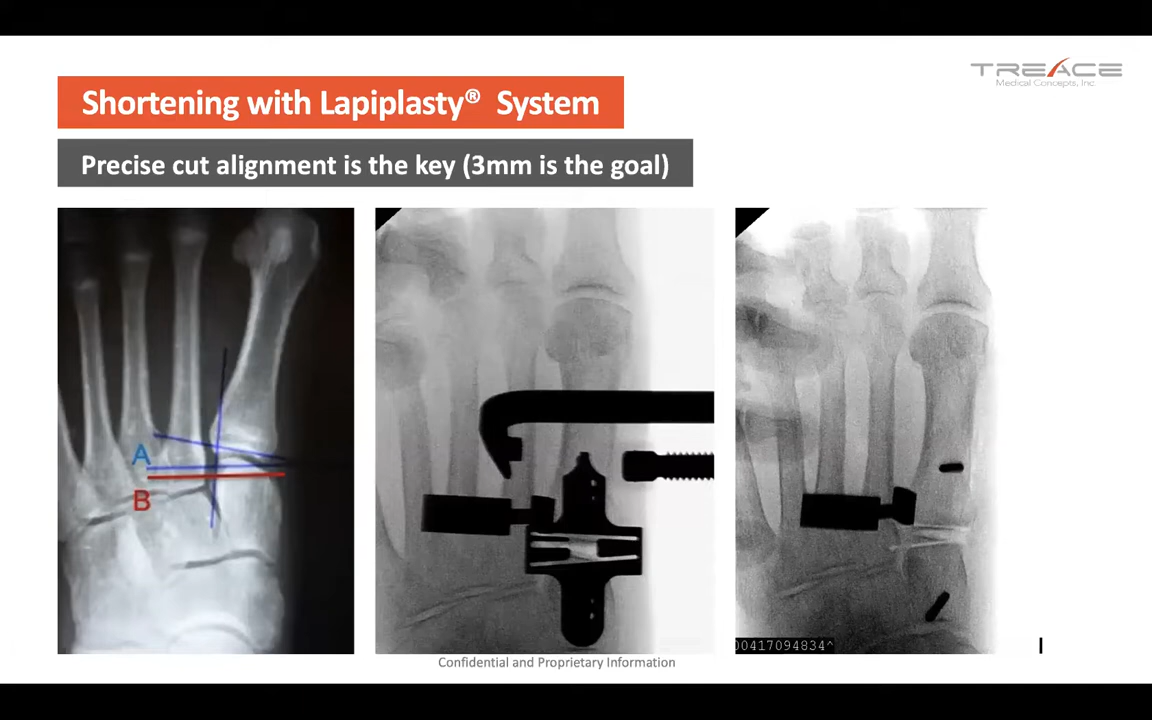 TREACE
Medical Concepts, Inc.
Shortening with Lapiplasty® System
Precise cut alignment is the key (3mm is the goal)
A
B
00417094834^
Confidential and Proprietary Information